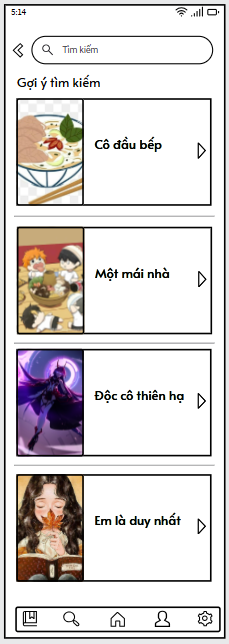 5:14
Tìm kiếm
Gợi ý tìm kiếm
Cô đầu bếp
Một mái nhà
Độc cô thiên hạ
Em là duy nhất